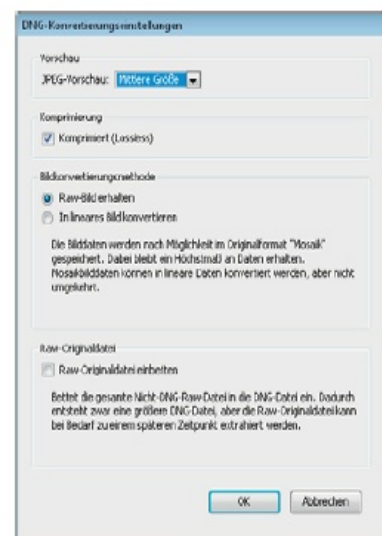 DNG-Konvertierungseinstellungen
Vorschau
JPEG-Vorschau: Mittlere Größe
Komprimierung
Komprimiert (Lossless)
Bildkonvertierungsmethode
Raw-Bild erhalten
In lineares Bild konvertieren
Die Bilddaten werden nach Möglichkeit im Originalformat "Mosaik"
gespeichert. Dabei bleibt ein Höchstmaß an Daten erhalten.
Mosaikbilddaten können in lineare Daten konvertiert werden, aber nicht
umgekehrt.
Raw-Originaldatei
Raw-Originaldatei einbetten
Bettet die gesamte Nicht-DNG-Raw-Datei in die DNG-Datei ein. Dadurch
entsteht zwar eine größere DNG-Datei, aber die Raw-Originaldatei kann
bei Bedarf zu einem späteren Zeitpunkt extrahiert werden.
OK Abbrechen